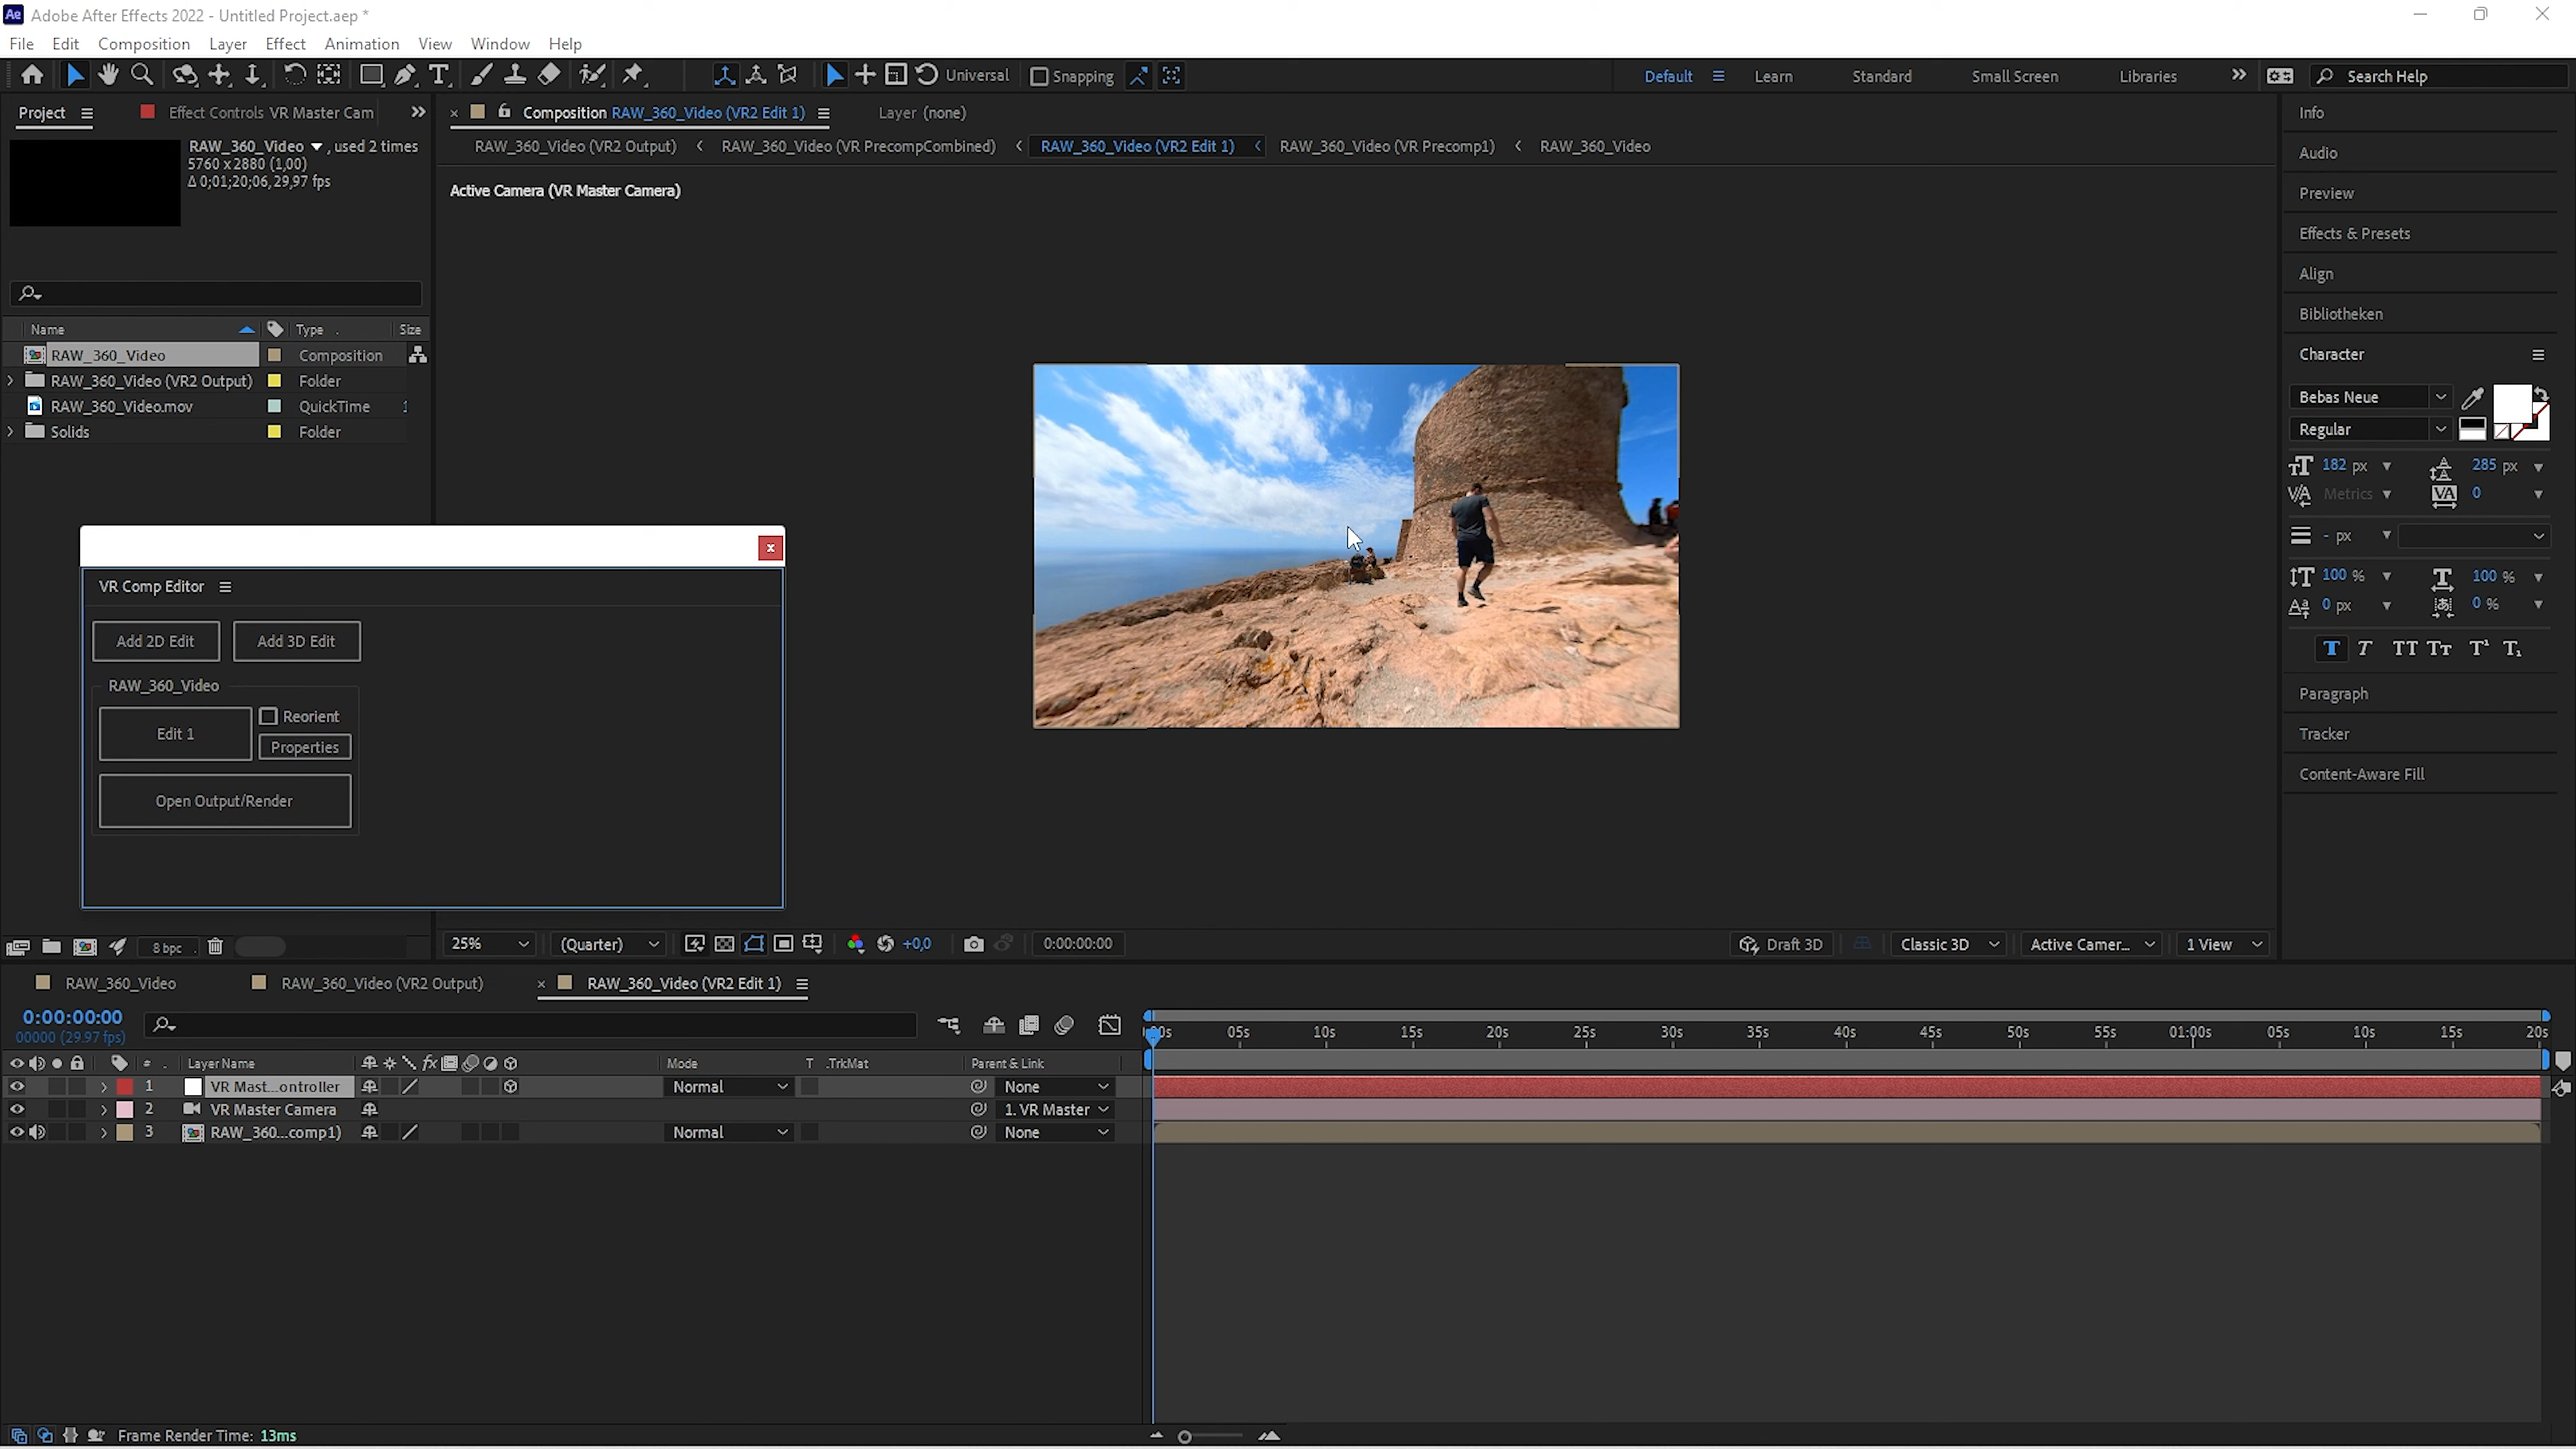 Ae Adobe After Effects 2022 - Untitled Project.aep *
File Edit Composition Layer Effect Animation View Window Help
Universal Snapping Default Learn Standard Small Screen Libraries Search Help
Project Effect Controls VR Master Cam
Composition RAW_360_Video (VR2 Edit 1) Layer (none)
RAW_360_Video , used 2 times
5760 x 2880 (1,00)
Δ 0;01;20;06, 29,97 fps
RAW_360_Video (VR2 Output) RAW_360_Video (VR PrecompCombined) RAW_360_Video (VR2 Edit 1) RAW_360_Video (VR Precomp1) RAW_360_Video
Active Camera (VR Master Camera)
Name Type Size
RAW_360_Video Composition
RAW_360_Video (VR2 Output) Folder
RAW_360_Video.mov QuickTime 1
Solids Folder
VR Comp Editor
Add 2D Edit Add 3D Edit
RAW_360_Video
Edit 1 Reorient
Properties
Open Output/Render
Info
Audio
Preview
Effects & Presets
Align
Bibliotheken
Character
Bebas Neue
Regular
182 px 285 px
Metrics 0
- px
100 % 100 %
0 px 0 %
T T TT Tt T¹ T₁
Paragraph
Tracker
Content-Aware Fill
8 bpc
25% (Quarter) +0,0 0:00:00:00 Draft 3D Classic 3D Active Camer... 1 View
RAW_360_Video RAW_360_Video (VR2 Output) RAW_360_Video (VR2 Edit 1)
0:00:00:00
00000 (29.97 fps)
05s 10s 15s 20s 25s 30s 35s 40s 45s 50s 55s 01:00s 05s 10s 15s 20s
# Layer Name Mode T .TrkMat Parent & Link
1 VR Mast...ontroller Normal None
2 VR Master Camera 1. VR Master
3 RAW_360...comp1) Normal None
Frame Render Time: 13ms